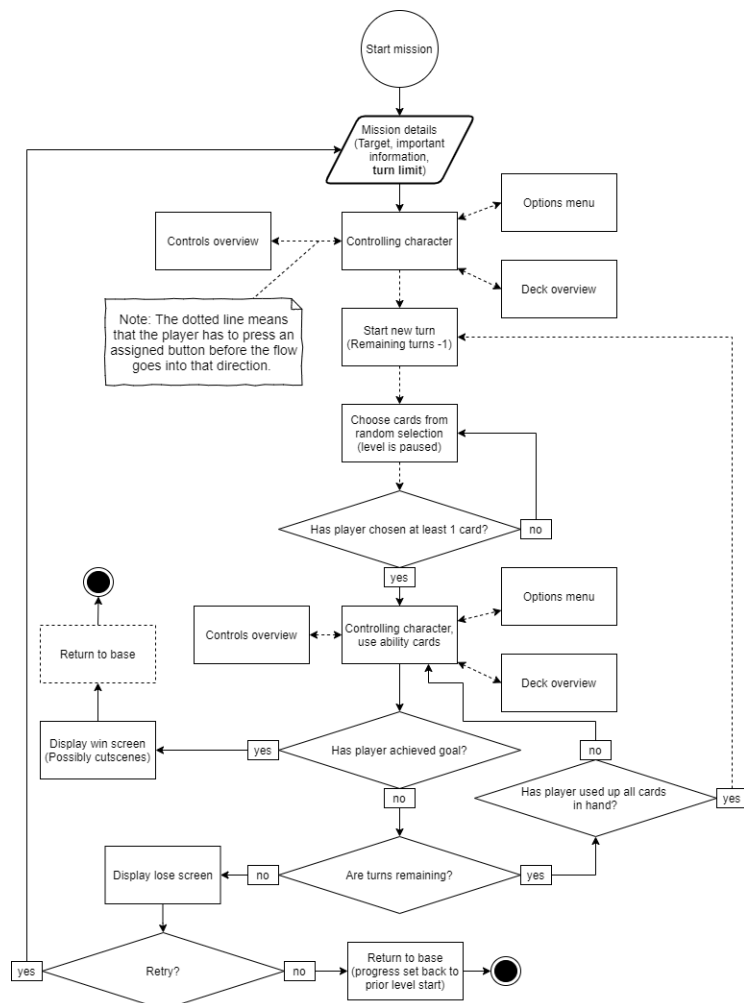 Start mission
Mission details
(Target, important
information,
turn limit)
Options menu
Controls overview
Controlling character
Deck overview
Note: The dotted line means
that the player has to press an
assigned button before the flow
goes into that direction.
Start new turn
(Remaining turns -1)
Choose cards from
random selection
(level is paused)
Has player chosen at least 1 card?
no
yes
Options menu
Controls overview
Controlling character,
use ability cards
Return to base
Deck overview
Display win screen
(Possibly cutscenes)
yes
Has player achieved goal?
no
Has player used up all cards
in hand?
yes
no
Display lose screen
no
Are turns remaining?
yes
yes
Retry?
no
Return to base
(progress set back to
prior level start)